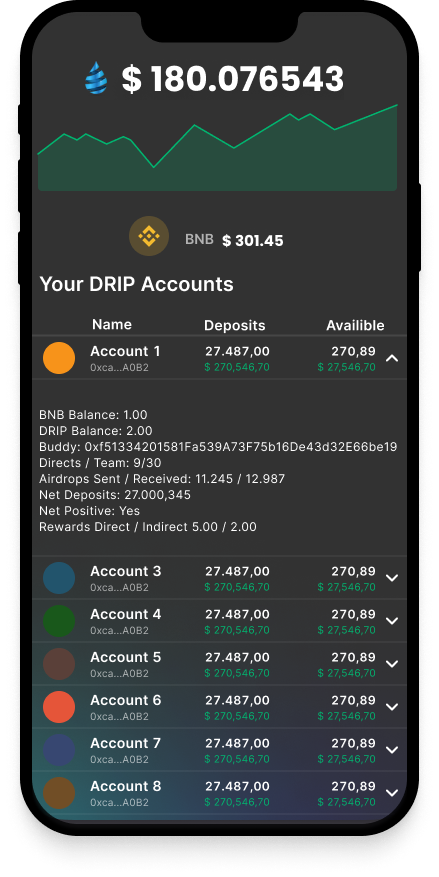 $ 180.076543
BNB $ 301.45
Your DRIP Accounts
Name Deposits Availible
Account 1 27.487,00 270,89
0xca...A0B2 $ 270,546,70 $ 27,546,70
BNB Balance: 1.00
DRIP Balance: 2.00
Buddy: 0xf51334201581Fa539A73F75b16De43d32E66be19
Directs / Team: 9/30
Airdrops Sent / Received: 11.245 / 12.987
Net Deposits: 27.000,345
Net Positive: Yes
Rewards Direct / Indirect 5.00 / 2.00
Account 3 27.487,00 270,89
0xca...A0B2 $ 270,546,70 $ 27,546,70
Account 4 27.487,00 270,89
0xca...A0B2 $ 270,546,70 $ 27,546,70
Account 5 27.487,00 270,89
0xca...A0B2 $ 270,546,70 $ 27,546,70
Account 6 27.487,00 270,89
0xca...A0B2 $ 270,546,70 $ 27,546,70
Account 7 27.487,00 270,89
0xca...A0B2 $ 270,546,70 $ 27,546,70
Account 8 27.487,00 270,89
0xca...A0B2 $ 270,546,70 $ 27,546,70